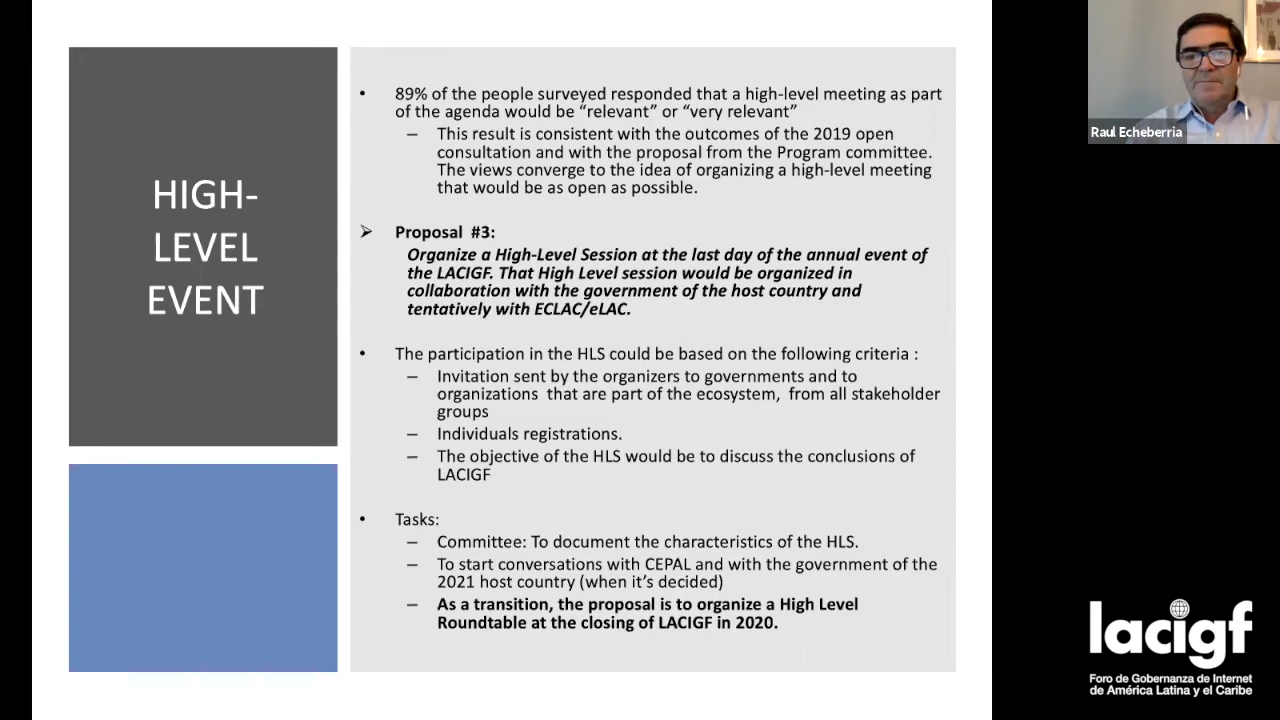 HIGH-
LEVEL
EVENT
• 89% of the people surveyed responded that a high-level meeting as part
of the agenda would be “relevant” or “very relevant”
– This result is consistent with the outcomes of the 2019 open
consultation and with the proposal from the Program committee.
The views converge to the idea of organizing a high-level meeting
that would be as open as possible.
➢ Proposal #3:
Organize a High-Level Session at the last day of the annual event of
the LACIGF. That High Level session would be organized in
collaboration with the government of the host country and
tentatively with ECLAC/eLAC.
• The participation in the HLS could be based on the following criteria :
– Invitation sent by the organizers to governments and to
organizations that are part of the ecosystem, from all stakeholder
groups
– Individuals registrations.
– The objective of the HLS would be to discuss the conclusions of
LACIGF
• Tasks:
– Committee: To document the characteristics of the HLS.
– To start conversations with CEPAL and with the government of the
2021 host country (when it’s decided)
– As a transition, the proposal is to organize a High Level
Roundtable at the closing of LACIGF in 2020.
Raul Echeberria
lacigf
Foro de Gobernanza de Internet
de América Latina y el Caribe